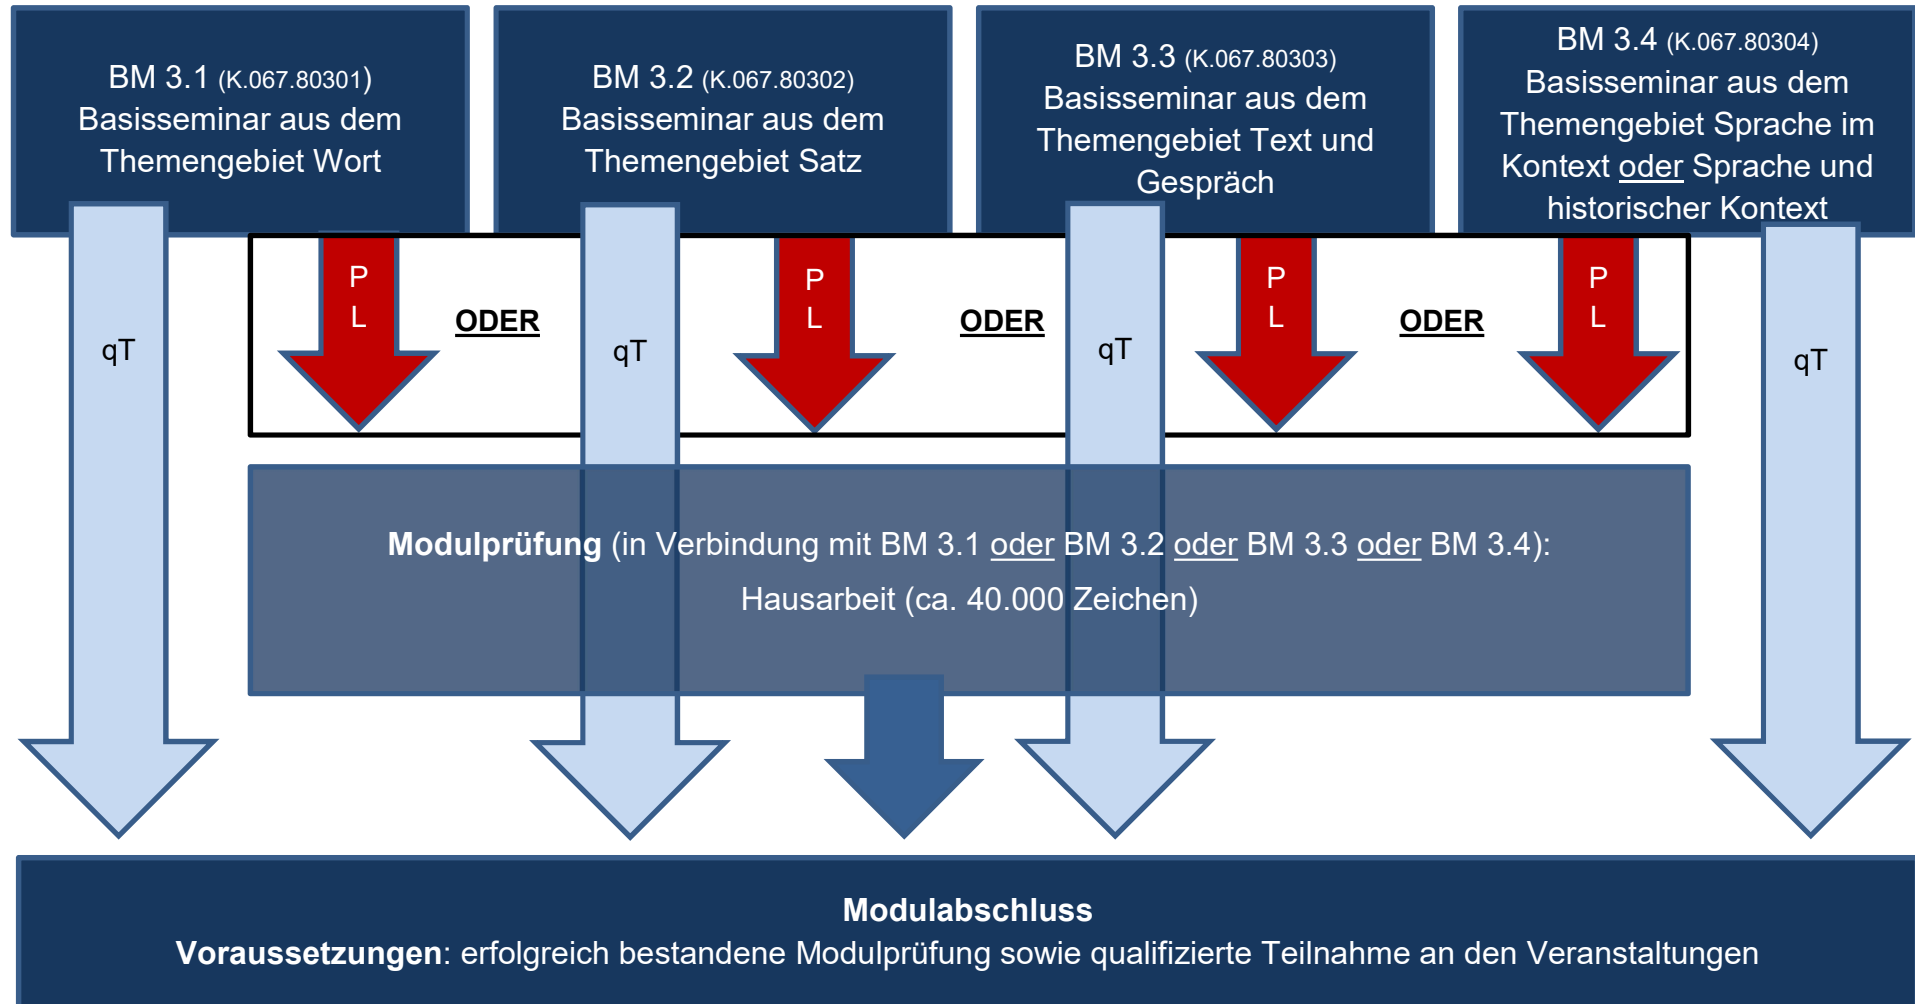 BM 3.1 (K.067.80301)
Basisseminar aus dem
Themengebiet Wort
BM 3.2 (K.067.80302)
Basisseminar aus dem
Themengebiet Satz
BM 3.3 (K.067.80303)
Basisseminar aus dem
Themengebiet Text und
Gespräch
BM 3.4 (K.067.80304)
Basisseminar aus dem
Themengebiet Sprache im
Kontext oder Sprache und
historischer Kontext
qT
P
L
ODER
qT
P
L
ODER
qT
P
L
ODER
P
L
qT
Modulprüfung (in Verbindung mit BM 3.1 oder BM 3.2 oder BM 3.3 oder BM 3.4):
Hausarbeit (ca. 40.000 Zeichen)
Modulabschluss
Voraussetzungen: erfolgreich bestandene Modulprüfung sowie qualifizierte Teilnahme an den Veranstaltungen